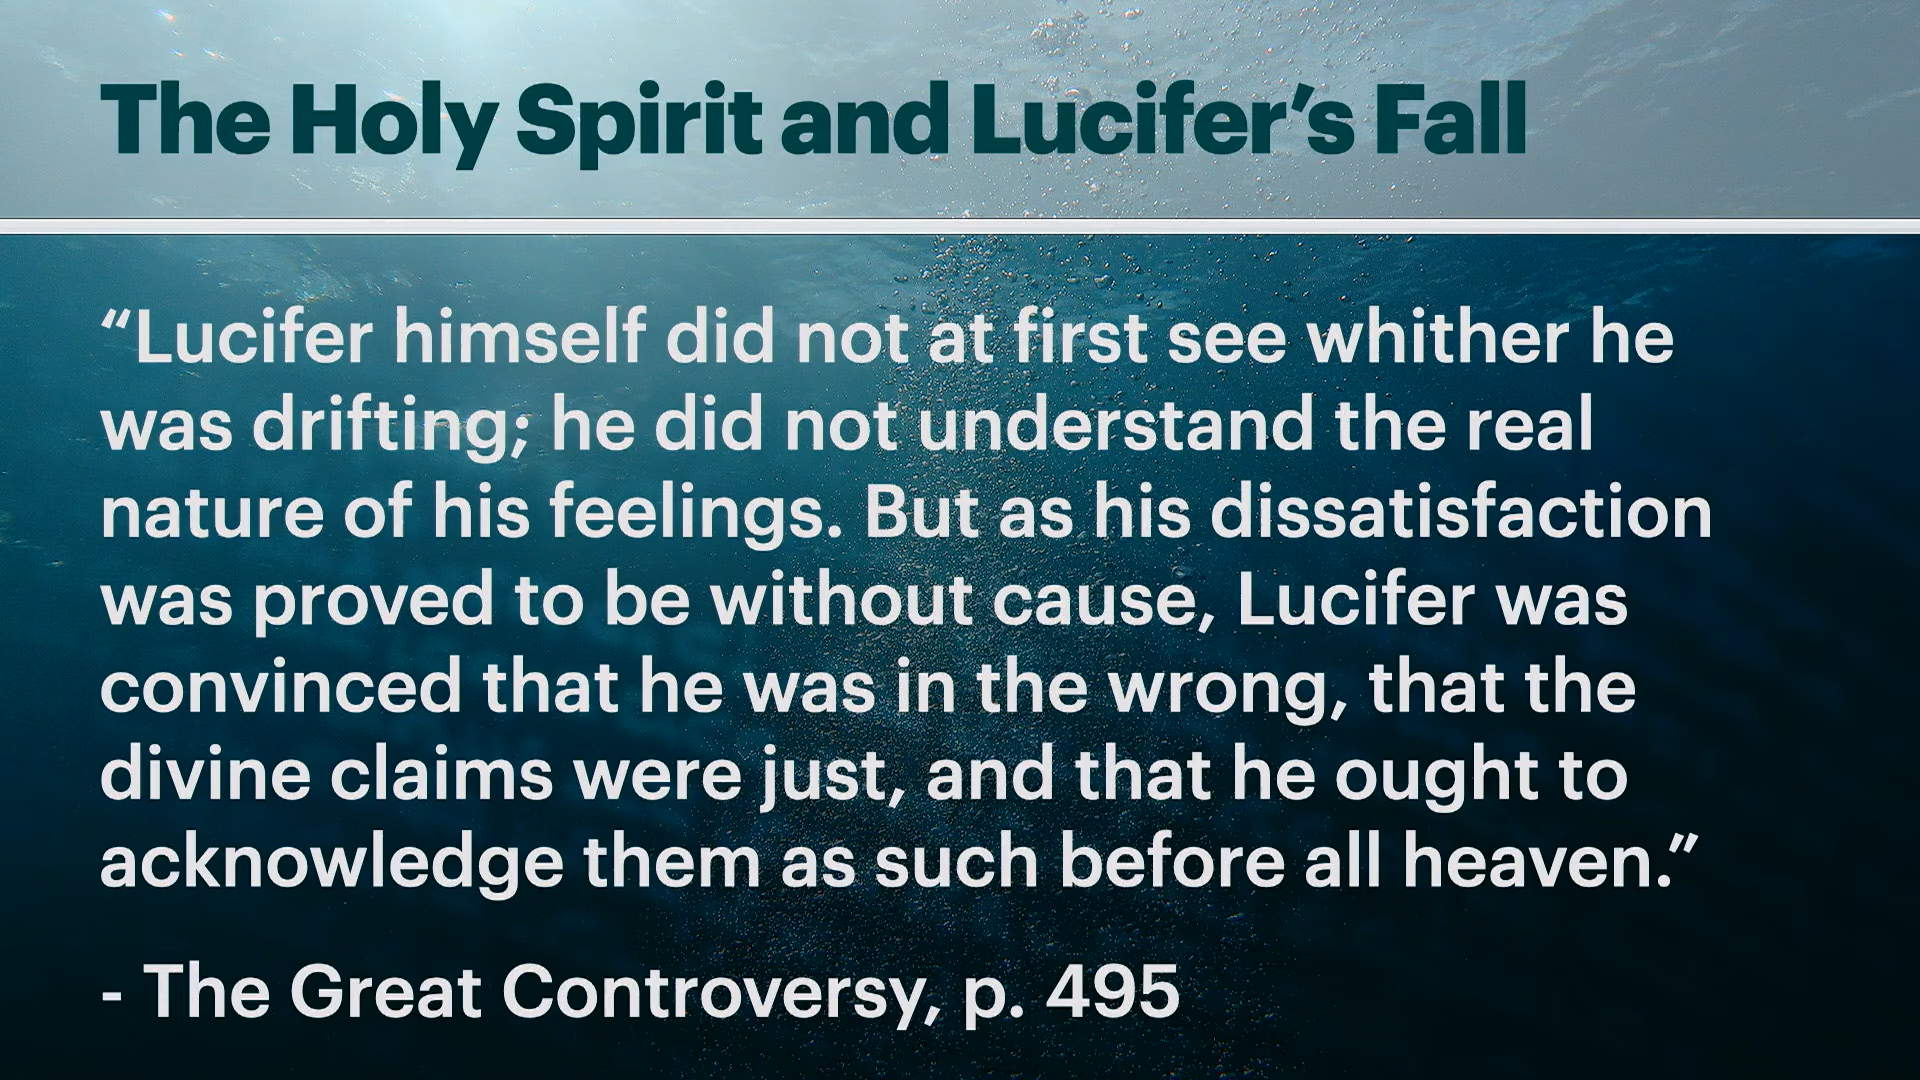 The Holy Spirit and Lucifer’s Fall
“Lucifer himself did not at first see whither he
was drifting; he did not understand the real
nature of his feelings. But as his dissatisfaction
was proved to be without cause, Lucifer was
convinced that he was in the wrong, that the
divine claims were just, and that he ought to
acknowledge them as such before all heaven.”
- The Great Controversy, p. 495